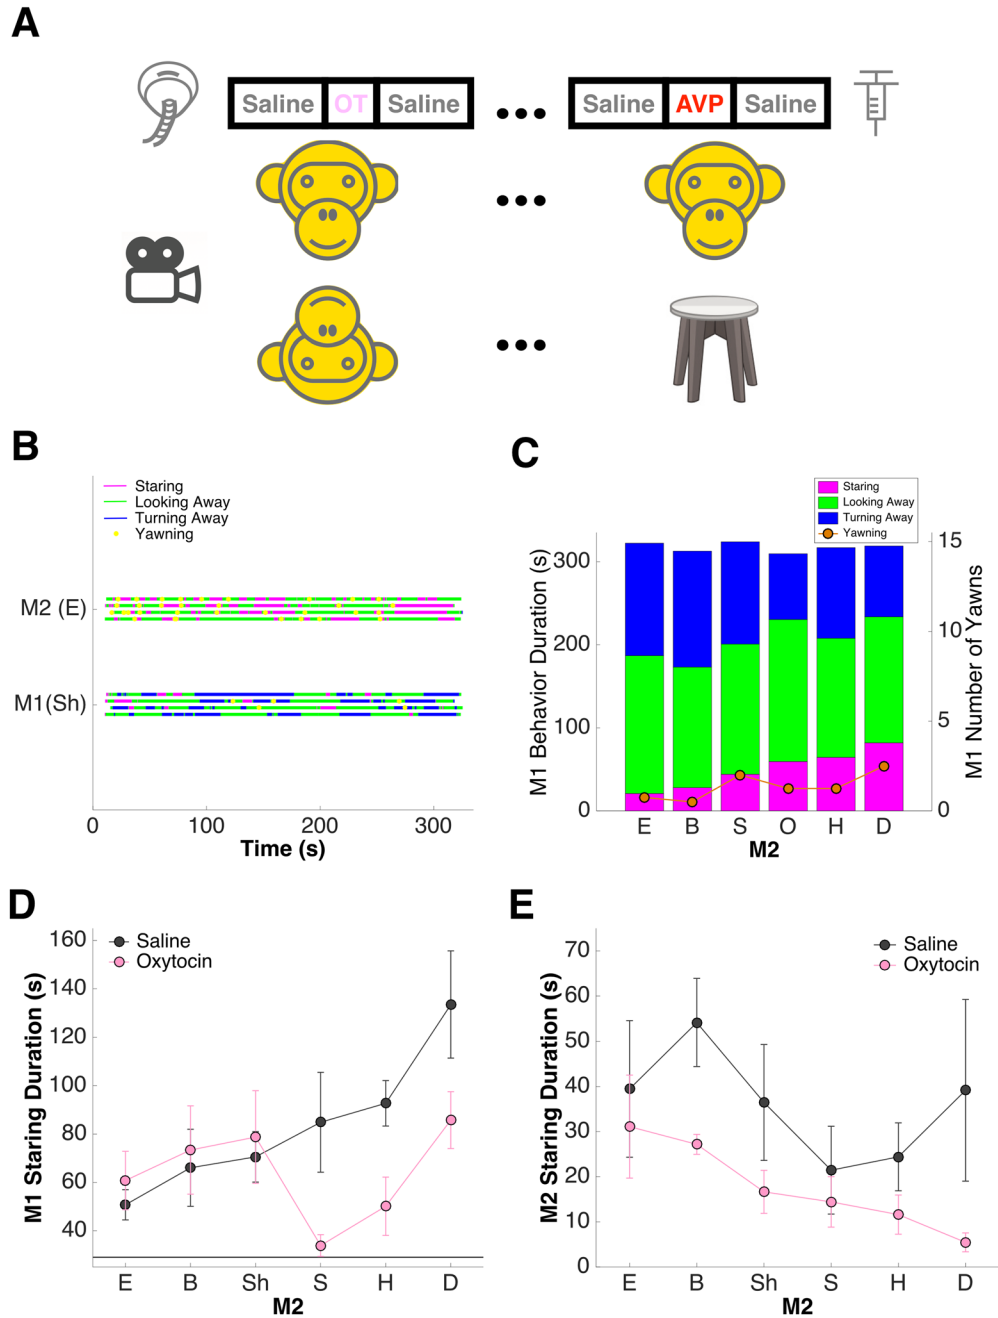 A
Saline OT Saline ••• Saline AVP Saline
B
Staring
Looking Away
Turning Away
Yawning
M2 (E)
M1(Sh)
0 100 200 300
Time (s)
C
Staring
Looking Away
Turning Away
Yawning
M1 Behavior Duration (s)
300
200
100
0
M1 Number of Yawns
15
10
5
0
E B S O H D
M2
D
Saline
Oxytocin
M1 Staring Duration (s)
160
140
120
100
80
60
40
E B Sh S H D
M2
E
Saline
Oxytocin
M2 Staring Duration (s)
70
60
50
40
30
20
10
0
E B Sh S H D
M2